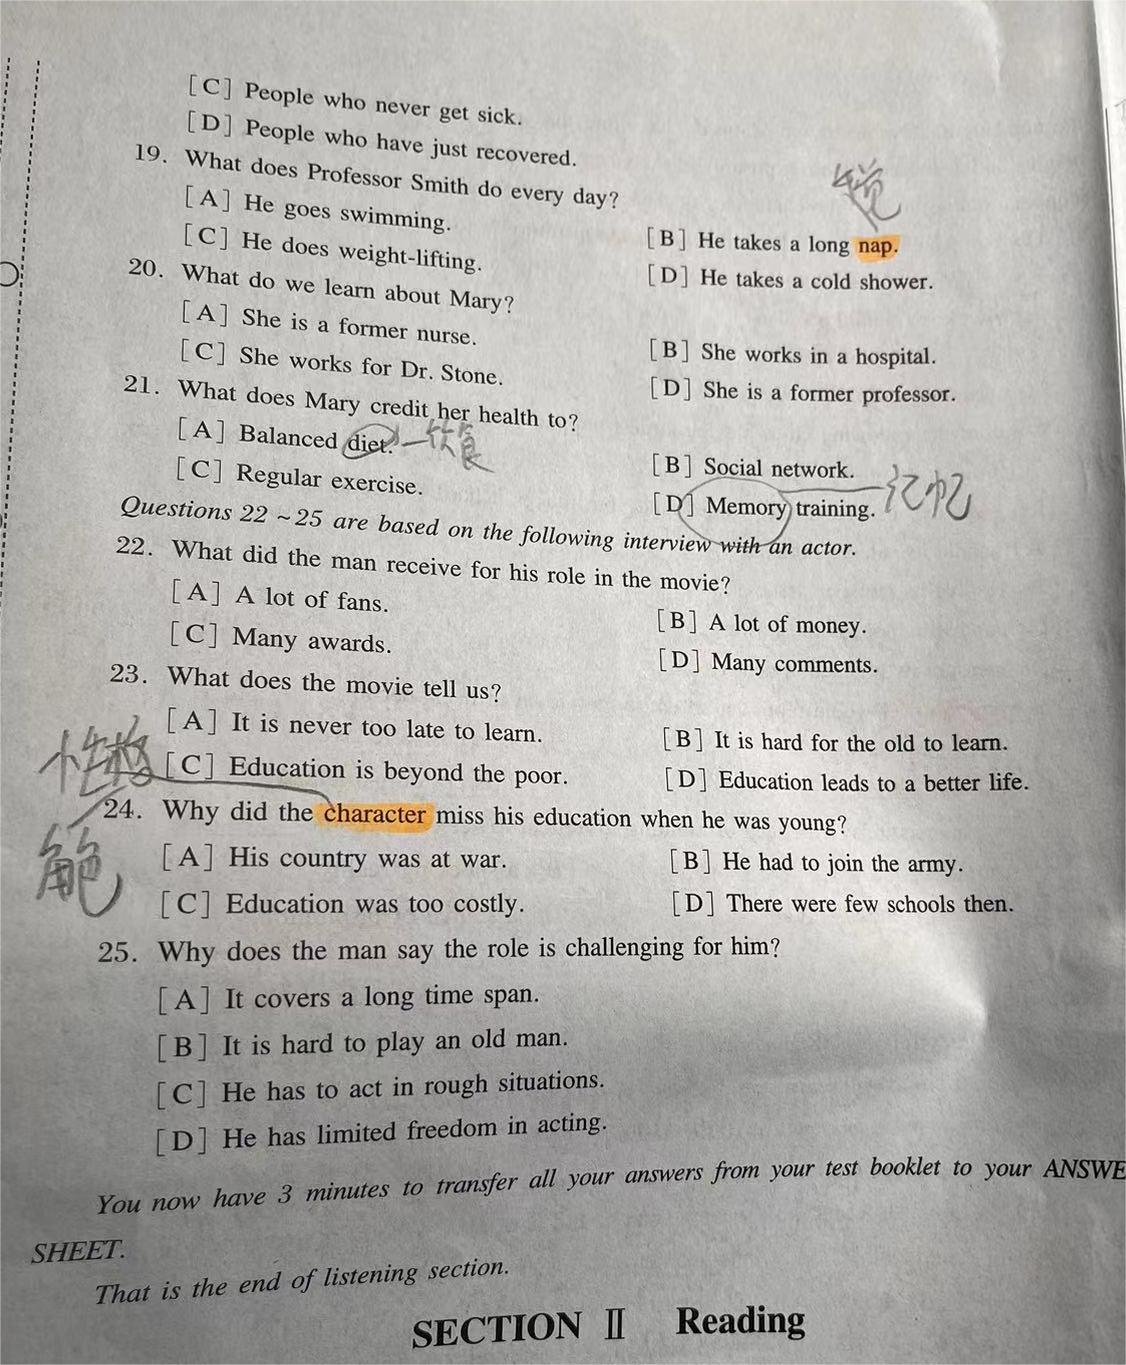 [C] People who never get sick.
[D] People who have just recovered.
19. What does Professor Smith do every day?
[A] He goes swimming.
[B] He takes a long nap.
[C] He does weight-lifting.
[D] He takes a cold shower.
20. What do we learn about Mary?
[A] She is a former nurse.
[B] She works in a hospital.
[C] She works for Dr. Stone.
[D] She is a former professor.
21. What does Mary credit her health to?
[A] Balanced diet. 饮食
[B] Social network.
[C] Regular exercise.
[D] Memory training. 记忆
Questions 22 ~ 25 are based on the following interview with an actor.
22. What did the man receive for his role in the movie?
[A] A lot of fans.
[B] A lot of money.
[C] Many awards.
[D] Many comments.
23. What does the movie tell us?
[A] It is never too late to learn.
[B] It is hard for the old to learn.
性格
[C] Education is beyond the poor.
[D] Education leads to a better life.
24. Why did the character miss his education when he was young?
[A] His country was at war.
[B] He had to join the army.
[C] Education was too costly.
[D] There were few schools then.
25. Why does the man say the role is challenging for him?
[A] It covers a long time span.
[B] It is hard to play an old man.
[C] He has to act in rough situations.
[D] He has limited freedom in acting.
You now have 3 minutes to transfer all your answers from your test booklet to your ANSWE
SHEET.
That is the end of listening section.
SECTION Ⅱ Reading